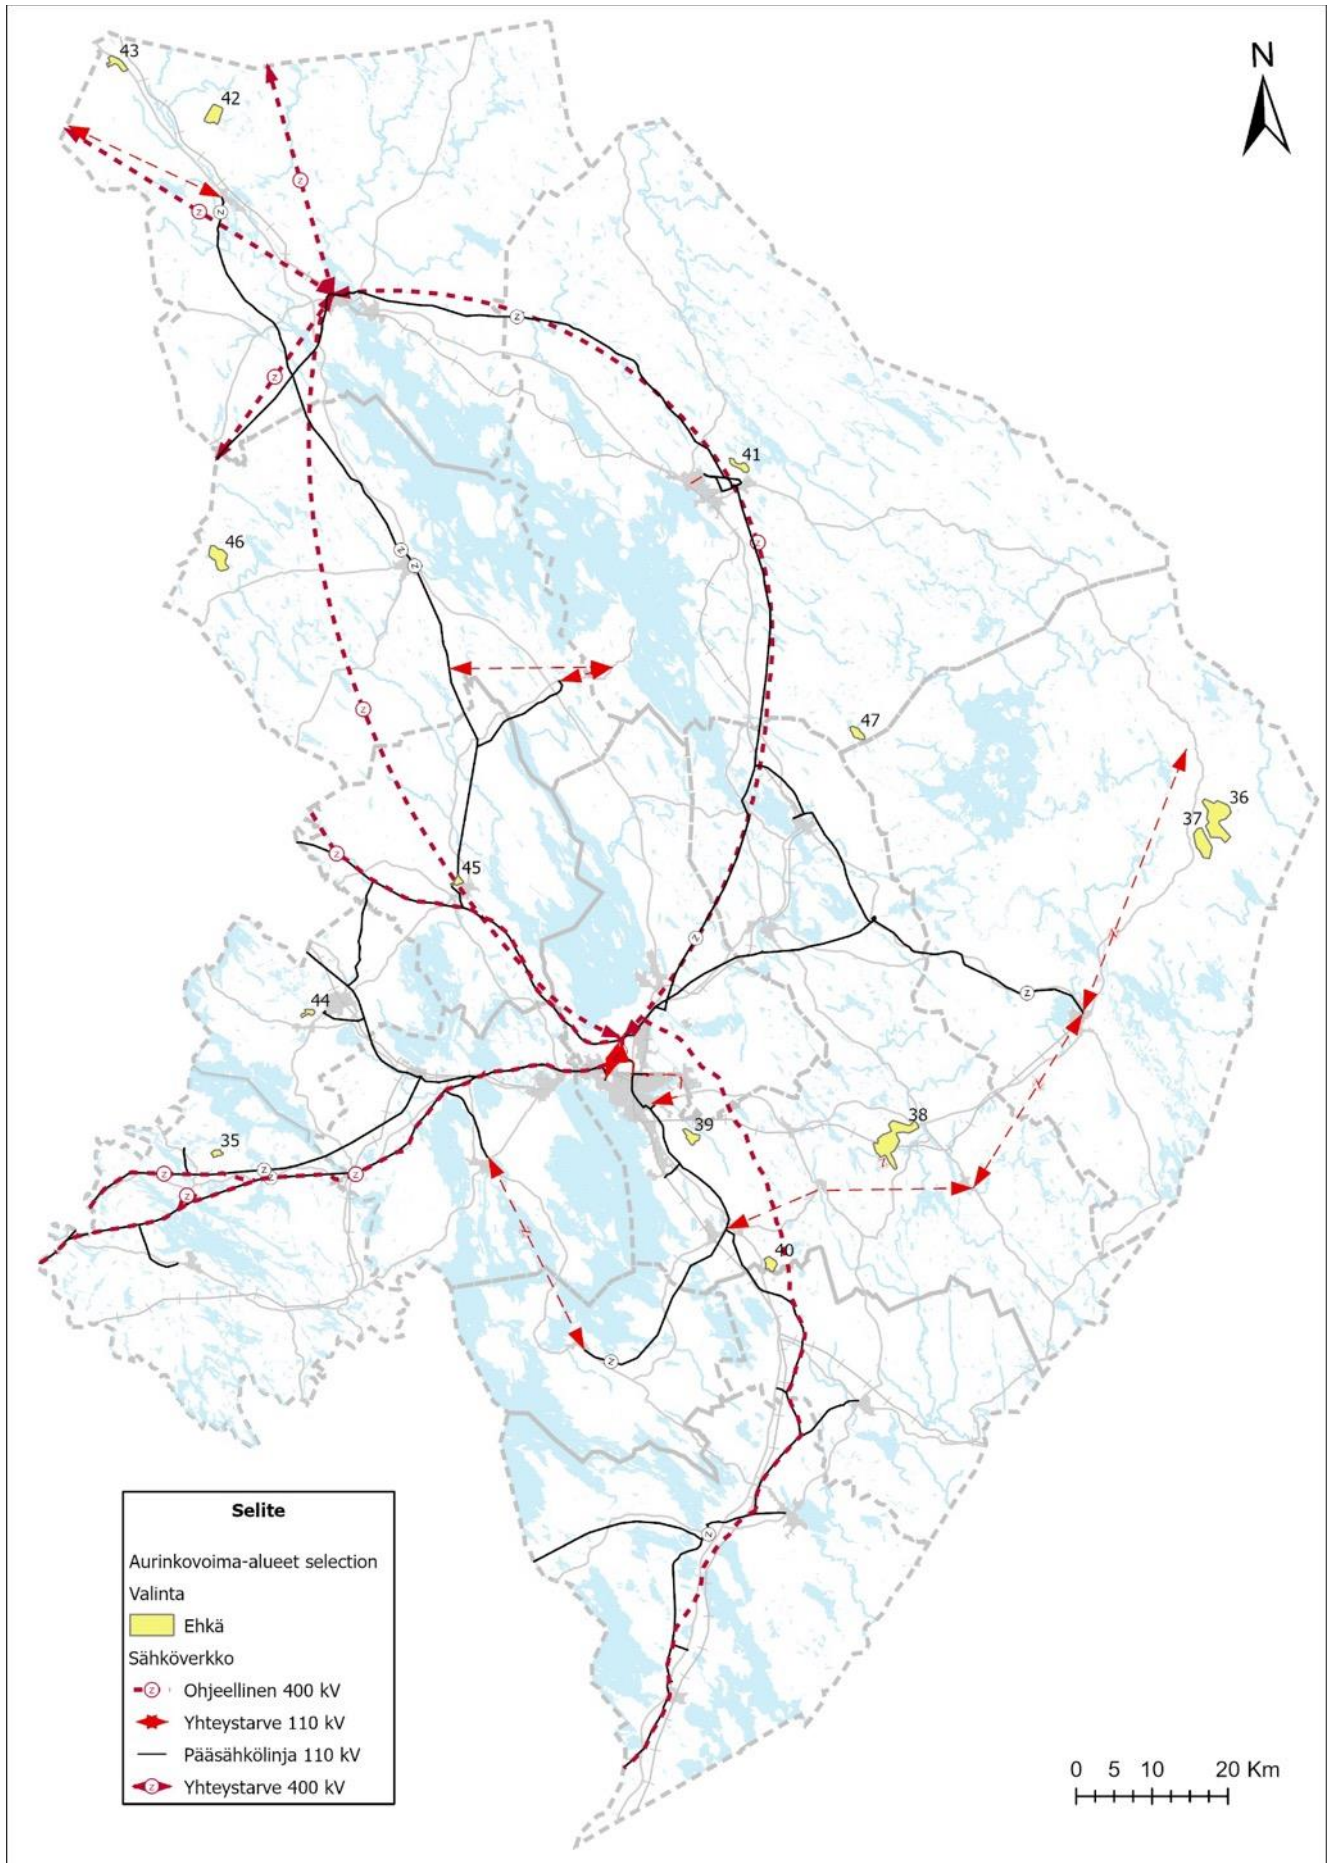 43
N
42
z
z
z
z
z
41
z
46
z
z
z
47
36
37
z
45
z
z
z
44
38
39
35
z
z
z
z
z
40
z
Selite
Aurinkovoima-alueet selection
Valinta
Ehkä
Sähköverkko
z Ohjeellinen 400 kV
Yhteystarve 110 kV
Pääsähkölinja 110 kV
z Yhteystarve 400 kV
z
0 5 10 20 Km